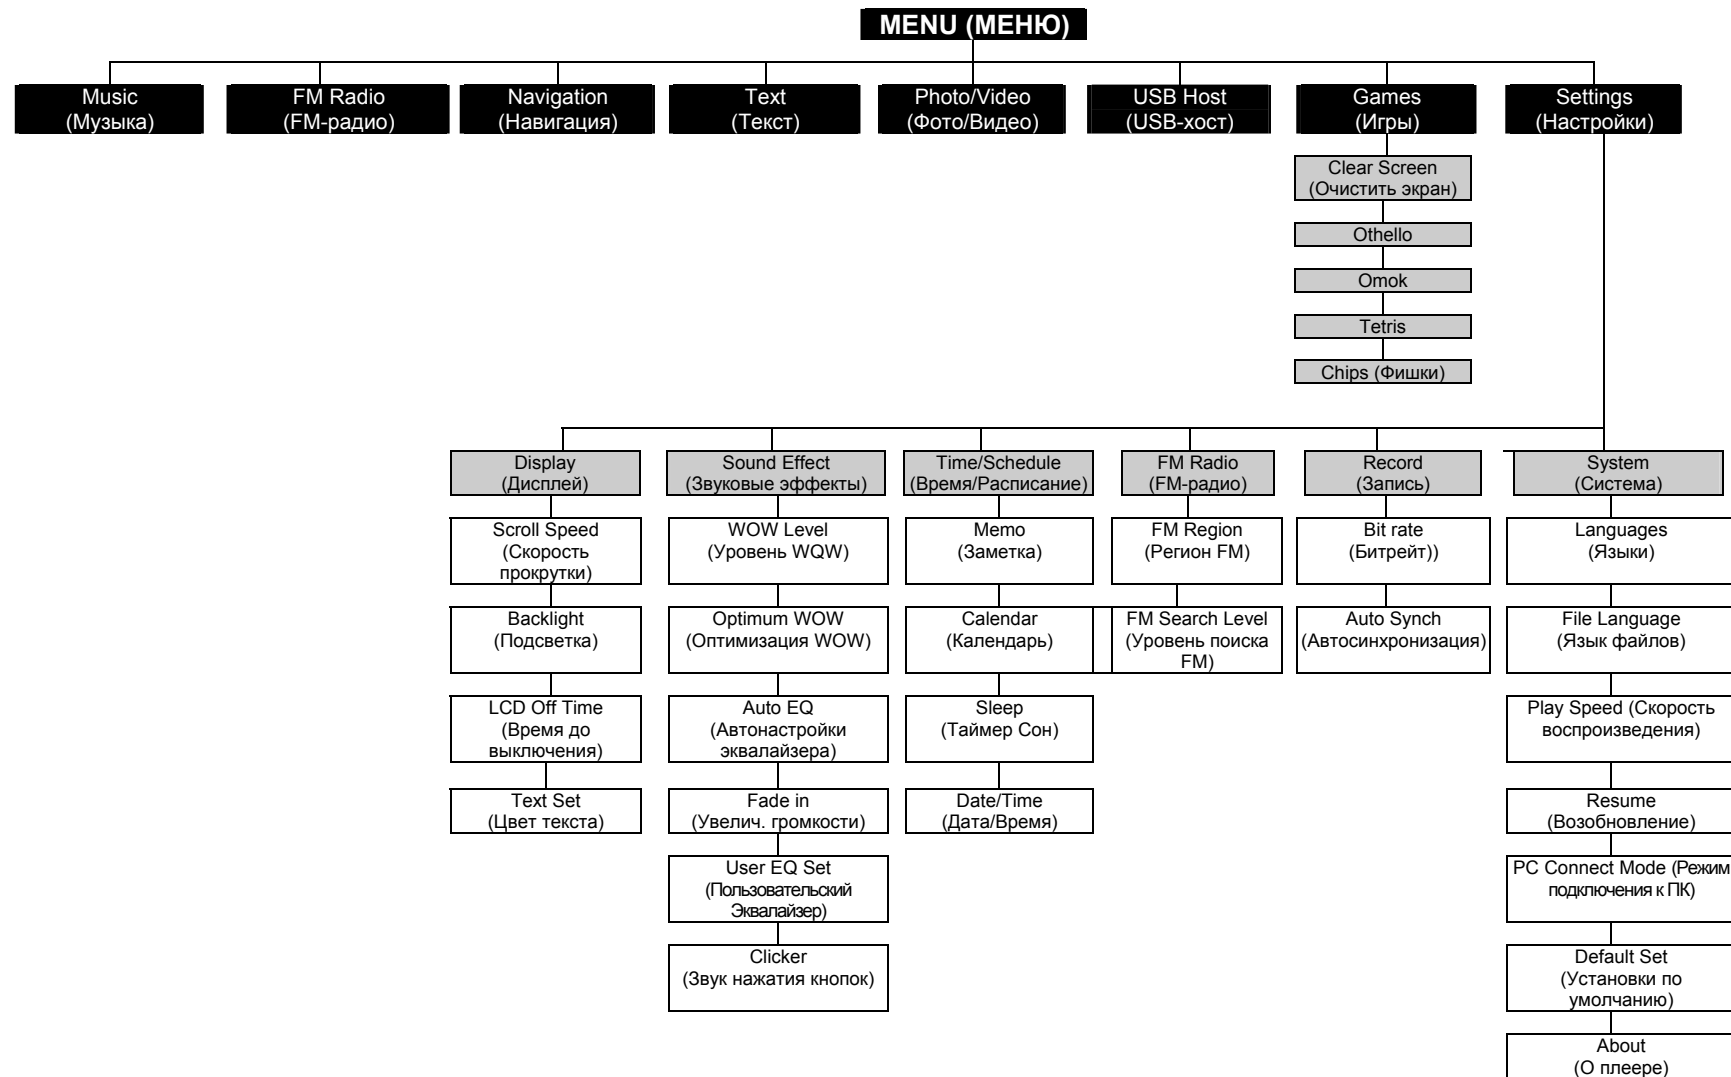 MENU (МЕНЮ)
Music
(Музыка)
FM Radio
(FM-радио)
Navigation
(Навигация)
Text
(Текст)
Photo/Video
(Фото/Видео)
USB Host
(USB-хост)
Games
(Игры)
Settings
(Настройки)
Clear Screen
(Очистить экран)
Othello
Omok
Tetris
Chips (Фишки)
Display
(Дисплей)
Sound Effect
(Звуковые эффекты)
Time/Schedule
(Время/Расписание)
FM Radio
(FM-радио)
Record
(Запись)
System
(Система)
Scroll Speed
(Скорость
прокрутки)
WOW Level
(Уровень WQW)
Memo
(Заметка)
FM Region
(Регион FM)
Bit rate
(Битрейт))
Languages
(Языки)
Backlight
(Подсветка)
Optimum WOW
(Оптимизация WOW)
Calendar
(Календарь)
FM Search Level
(Уровень поиска
FM)
Auto Synch
(Автосинхронизация)
File Language
(Язык файлов)
LCD Off Time
(Время до
выключения)
Auto EQ
(Автонастройки
эквалайзера)
Sleep
(Таймер Сон)
Play Speed (Скорость
воспроизведения)
Text Set
(Цвет текста)
Fade in
(Увелич. громкости)
Date/Time
(Дата/Время)
Resume
(Возобновление)
User EQ Set
(Пользовательский
Эквалайзер)
PC Connect Mode (Режим
подключения к ПК)
Clicker
(Звук нажатия кнопок)
Default Set
(Установки по
умолчанию)
About
(О плеере)